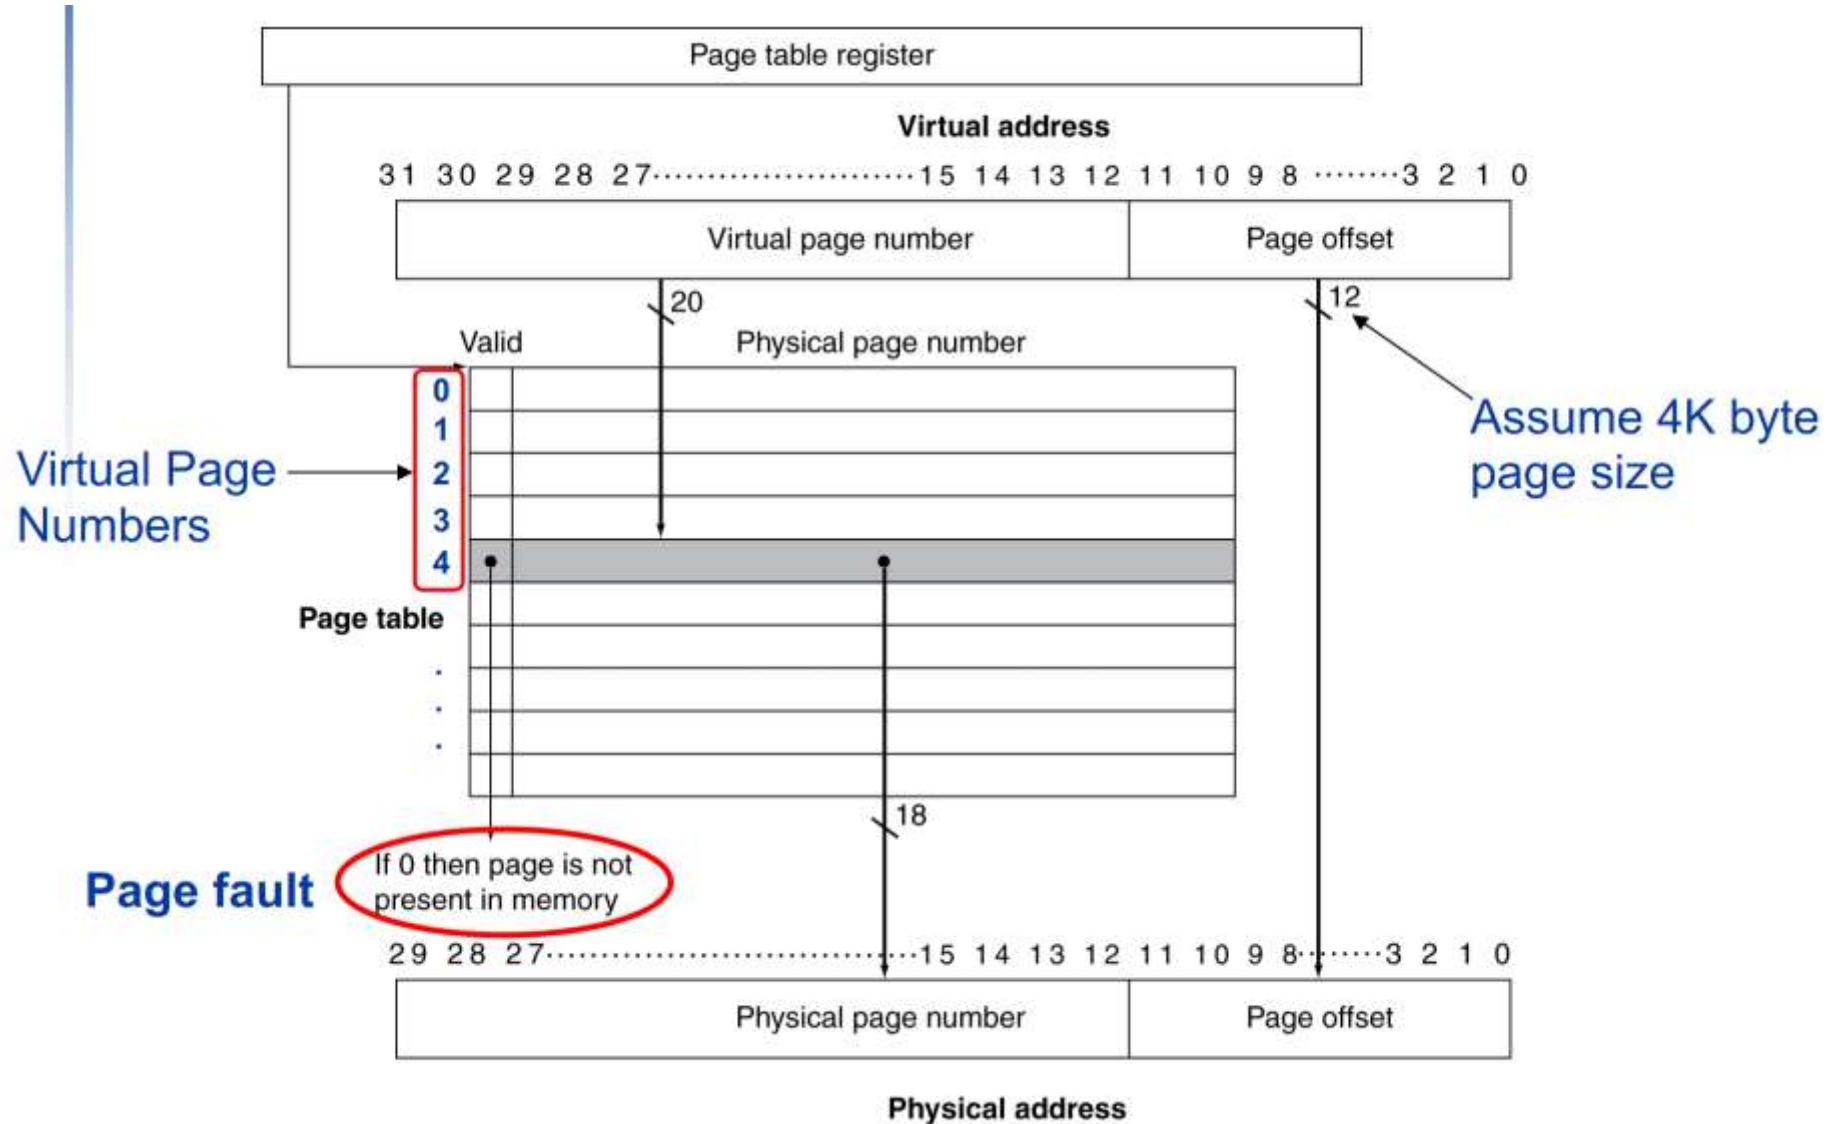 Page table register
Virtual address
31 30 29 28 27························15 14 13 12 11 10 9 8 ········3 2 1 0
Virtual page number Page offset
20 12
Valid Physical page number
0
1
2
3
4
Virtual Page
Numbers
Assume 4K byte
page size
Page table
.
.
.
18
Page fault
If 0 then page is not
present in memory
29 28 27··································15 14 13 12 11 10 9 8········3 2 1 0
Physical page number Page offset
Physical address